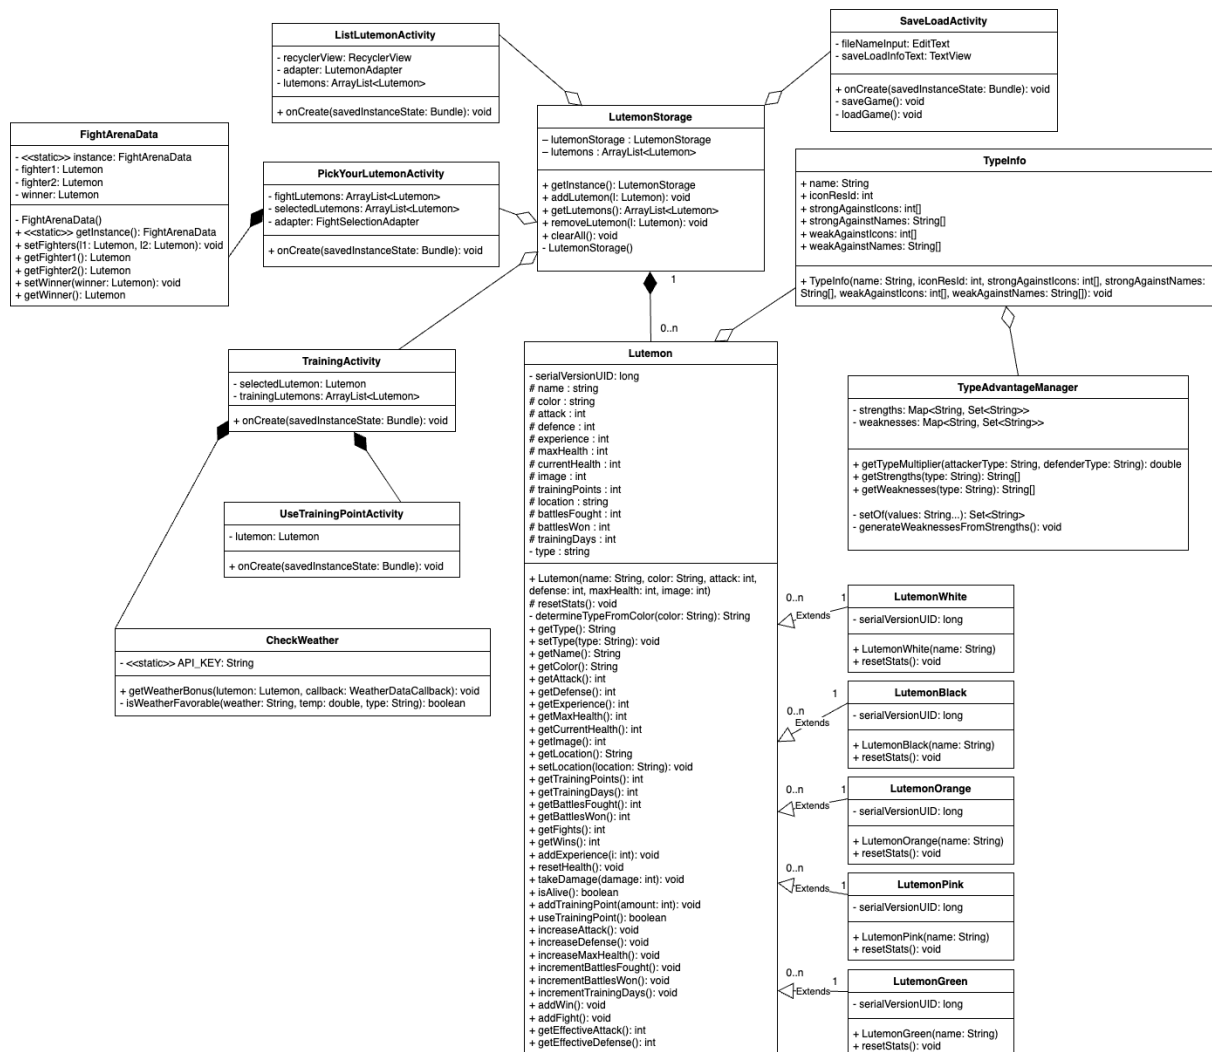 ListLutemonActivity
- recyclerView: RecyclerView
- adapter: LutemonAdapter
- lutemons: ArrayList<Lutemon>
+ onCreate(savedInstanceState: Bundle): void
SaveLoadActivity
- fileNameInput: EditText
- saveLoadInfoText: TextView
+ onCreate(savedInstanceState: Bundle): void
- saveGame(): void
- loadGame(): void
FightArenaData
- <<static>> instance: FightArenaData
- fighter1: Lutemon
- fighter2: Lutemon
- winner: Lutemon
- FightArenaData()
+ <<static>> getInstance(): FightArenaData
+ setFighters(l1: Lutemon, l2: Lutemon): void
+ getFighter1(): Lutemon
+ getFighter2(): Lutemon
+ setWinner(winner: Lutemon): void
+ getWinner(): Lutemon
PickYourLutemonActivity
- fightLutemons: ArrayList<Lutemon>
- selectedLutemons: ArrayList<Lutemon>
- adapter: FightSelectionAdapter
+ onCreate(savedInstanceState: Bundle): void
LutemonStorage
– lutemonStorage : LutemonStorage
– lutemons : ArrayList<Lutemon>
+ getInstance(): LutemonStorage
+ addLutemon(l: Lutemon): void
+ getLutemons(): ArrayList<Lutemon>
+ removeLutemon(l: Lutemon): void
+ clearAll(): void
- LutemonStorage()
1
0..n
TypeInfo
+ name: String
+ iconResId: int
+ strongAgainstIcons: int[]
+ strongAgainstNames: String[]
+ weakAgainstIcons: int[]
+ weakAgainstNames: String[]
+ TypeInfo(name: String, iconResId: int, strongAgainstIcons: int[], strongAgainstNames:
String[], weakAgainstIcons: int[], weakAgainstNames: String[]): void
TrainingActivity
- selectedLutemon: Lutemon
- trainingLutemons: ArrayList<Lutemon>
+ onCreate(savedInstanceState: Bundle): void
UseTrainingPointActivity
- lutemon: Lutemon
+ onCreate(savedInstanceState: Bundle): void
CheckWeather
- <<static>> API_KEY: String
+ getWeatherBonus(lutemon: Lutemon, callback: WeatherDataCallback): void
- isWeatherFavorable(weather: String, temp: double, type: String): boolean
Lutemon
- serialVersionUID: long
# name : string
# color : string
# attack : int
# defence : int
# experience : int
# maxHealth : int
# currentHealth : int
# image : int
# trainingPoints : int
# location : string
# battlesFought : int
# battlesWon : int
# trainingDays : int
- type : string
+ Lutemon(name: String, color: String, attack: int,
defense: int, maxHealth: int, image: int)
# resetStats(): void
- determineTypeFromColor(color: String): String
+ getType(): String
+ setType(type: String): void
+ getName(): String
+ getColor(): String
+ getAttack(): int
+ getDefense(): int
+ getExperience(): int
+ getMaxHealth(): int
+ getCurrentHealth(): int
+ getImage(): int
+ getLocation(): String
+ setLocation(location: String): void
+ getTrainingPoints(): int
+ getTrainingDays(): int
+ getBattlesFought(): int
+ getBattlesWon(): int
+ getFights(): int
+ getWins(): int
+ addExperience(i: int): void
+ resetHealth(): void
+ takeDamage(damage: int): void
+ isAlive(): boolean
+ addTrainingPoint(amount: int): void
+ useTrainingPoint(): boolean
+ increaseAttack(): void
+ increaseDefense(): void
+ increaseMaxHealth(): void
+ incrementBattlesFought(): void
+ incrementBattlesWon(): void
+ incrementTrainingDays(): void
+ addWin(): void
+ addFight(): void
+ getEffectiveAttack(): int
+ getEffectiveDefense(): int
TypeAdvantageManager
- strengths: Map<String, Set<String>>
- weaknesses: Map<String, Set<String>>
+ getTypeMultiplier(attackerType: String, defenderType: String): double
+ getStrengths(type: String): String[]
+ getWeaknesses(type: String): String[]
- setOf(values: String...): Set<String>
- generateWeaknessesFromStrengths(): void
0..n
1
Extends
LutemonWhite
- serialVersionUID: long
+ LutemonWhite(name: String)
+ resetStats(): void
0..n
1
Extends
LutemonBlack
- serialVersionUID: long
+ LutemonBlack(name: String)
+ resetStats(): void
0..n
1
Extends
LutemonOrange
- serialVersionUID: long
+ LutemonOrange(name: String)
+ resetStats(): void
0..n
1
Extends
LutemonPink
- serialVersionUID: long
+ LutemonPink(name: String)
+ resetStats(): void
0..n
1
Extends
LutemonGreen
- serialVersionUID: long
+ LutemonGreen(name: String)
+ resetStats(): void